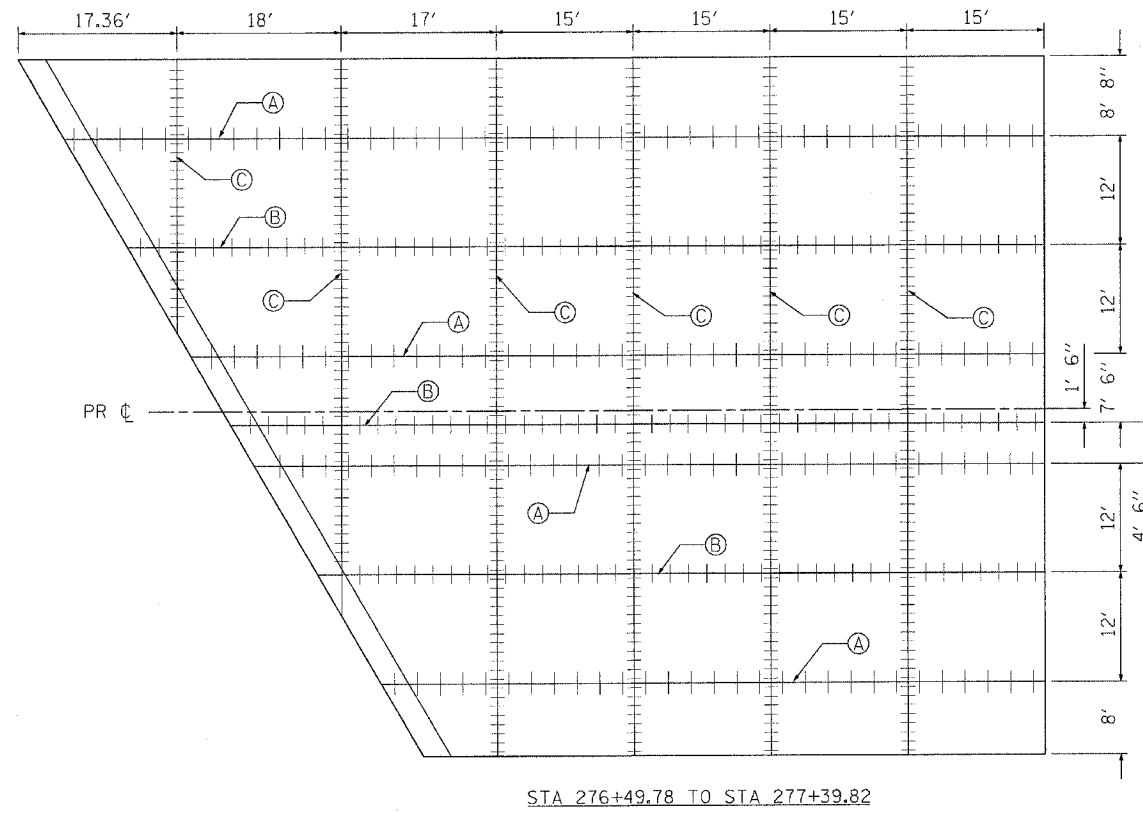 17.36' 18' 17' 15' 15' 15' 15'
8' 8"
A
12'
C
B
12'
C C C C C
A
1' 6"
7' 6"
B
PR ℄
A
12'
4' 6"
B
12'
A
8'
STA 276+49.78 TO STA 277+39.82